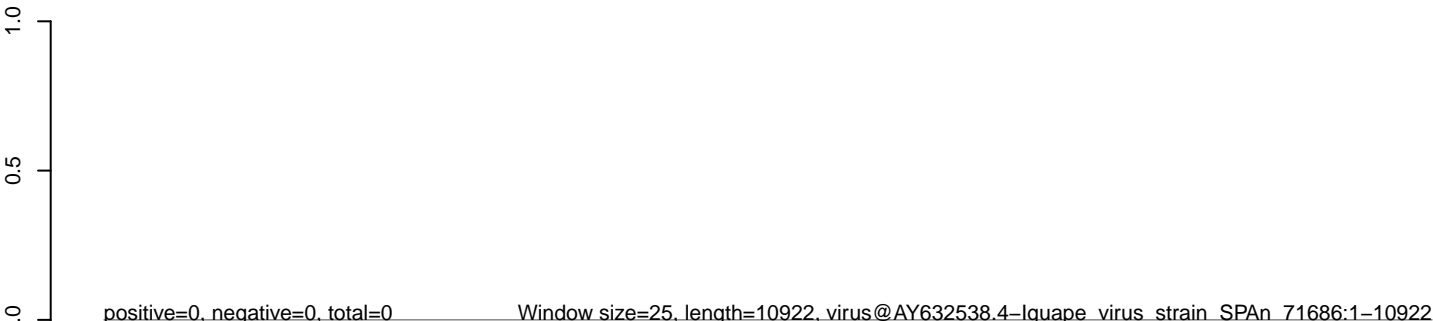 1.0
0.5
.0
positive=0, negative=0, total=0
Window size=25, length=10922, virus@AY632538.4−Iguape_virus_strain_SPAn_71686:1−10922